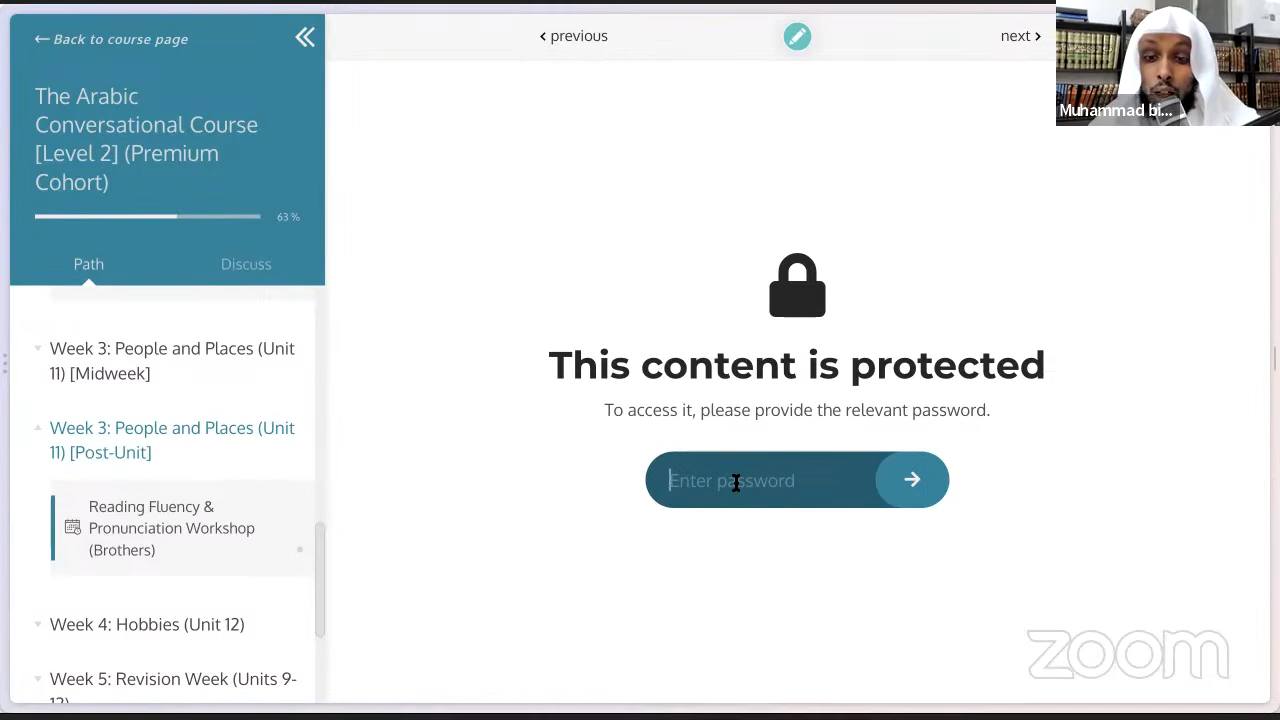 ← Back to course page
The Arabic
Conversational Course
[Level 2] (Premium
Cohort)
63 %
Path
Discuss
Week 3: People and Places (Unit
11) [Midweek]
Week 3: People and Places (Unit
11) [Post-Unit]
Reading Fluency &
Pronunciation Workshop
(Brothers)
Week 4: Hobbies (Unit 12)
Week 5: Revision Week (Units 9-
12)
previous
next
Muhammad bi...
This content is protected
To access it, please provide the relevant password.
Enter password
zoom